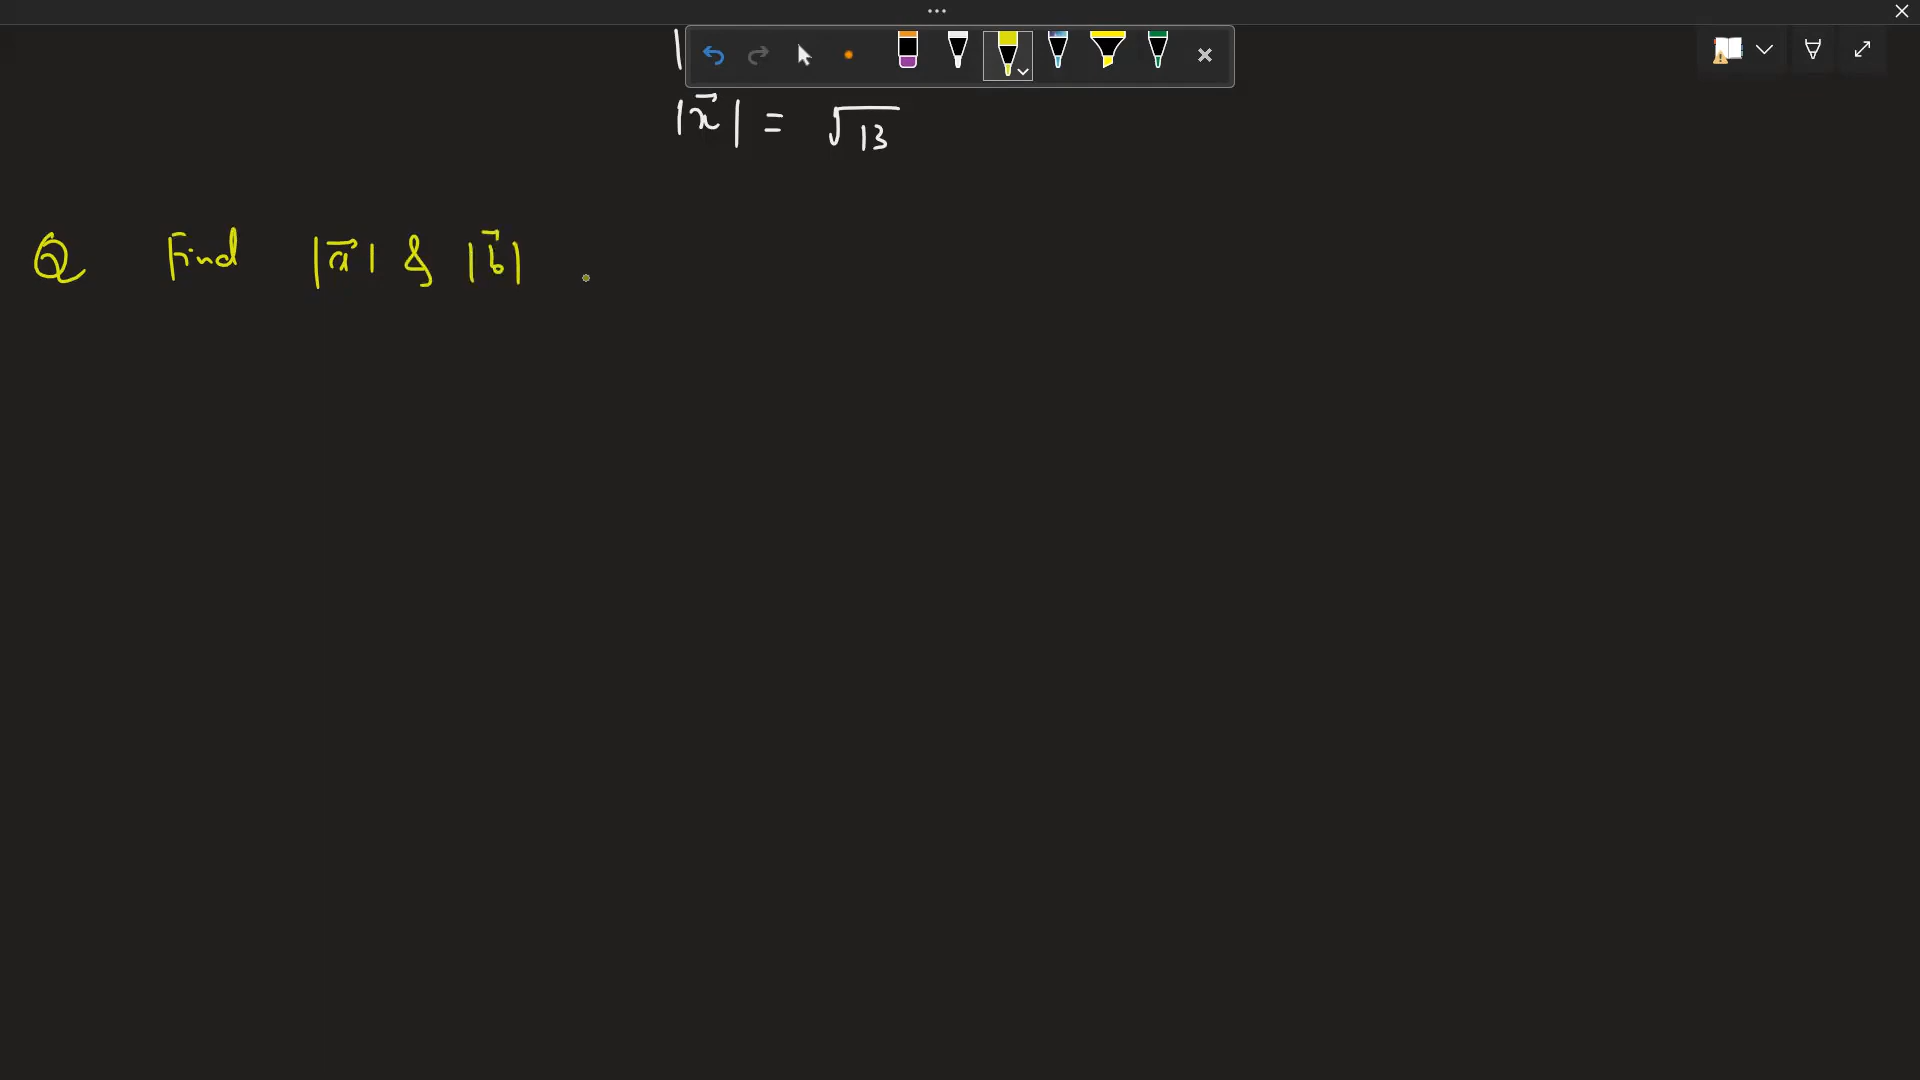 |x⃗| = √13
Q Find |a⃗| & |b⃗|